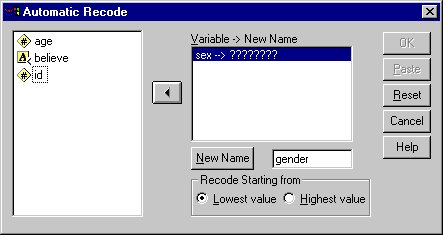 Automatic Recode
age
believe
id
Variable -> New Name
sex --> ????????
New Name
gender
Recode Starting from
Lowest value
Highest value
OK
Paste
Reset
Cancel
Help